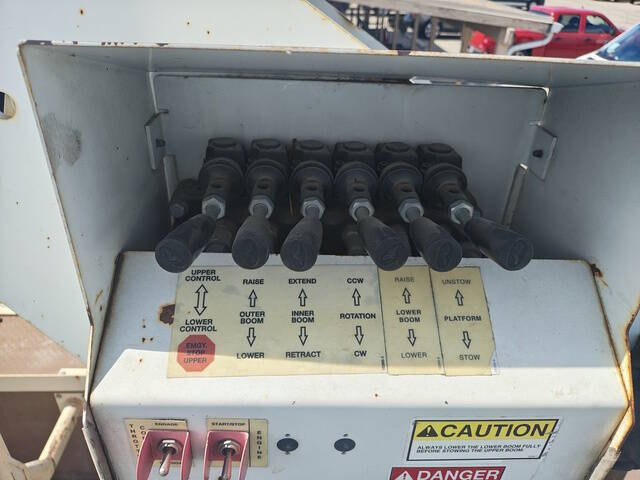 UPPER
CONTROL
LOWER
CONTROL
EMGY.
STOP
UPPER
RAISE
OUTER
BOOM
LOWER
EXTEND
INNER
BOOM
RETRACT
CCW
ROTATION
CW
RAISE
LOWER
BOOM
LOWER
UNSTOW
PLATFORM
STOW
ENGAGE
START/STOP
ENGINE
CAUTION
ALWAYS LOWER THE LOWER BOOM FULLY
BEFORE STOWING THE UPPER BOOM.
DANGER